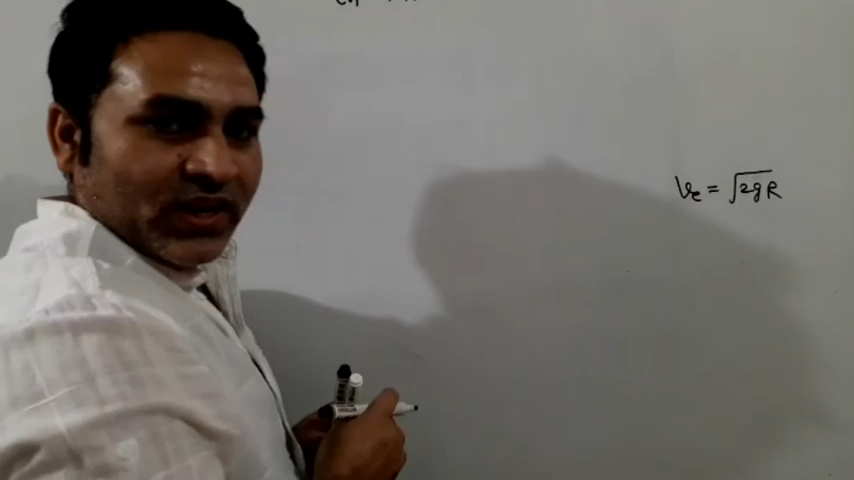 Ve = √2gR